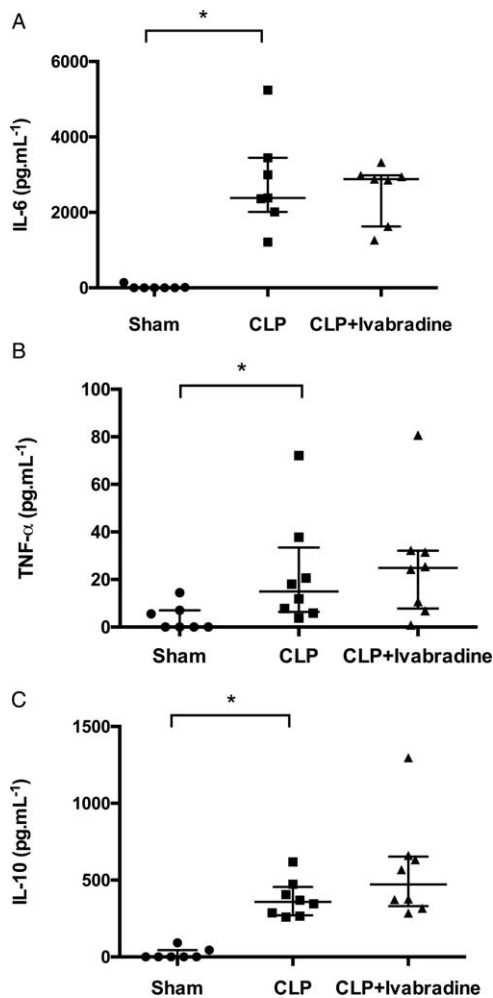 A
*
6000
4000
2000
0
IL-6 (pg.mL-1)
Sham CLP CLP+Ivabradine
B
*
100
80
60
40
20
0
TNF-α (pg.mL-1)
Sham CLP CLP+Ivabradine
C
*
1500
1000
500
0
IL-10 (pg.mL-1)
Sham CLP CLP+Ivabradine